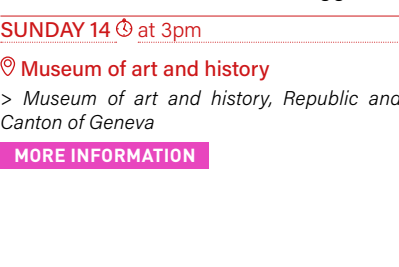 SUNDAY 14 at 3pm
Museum of art and history
> Museum of art and history, Republic and
Canton of Geneva
MORE INFORMATION